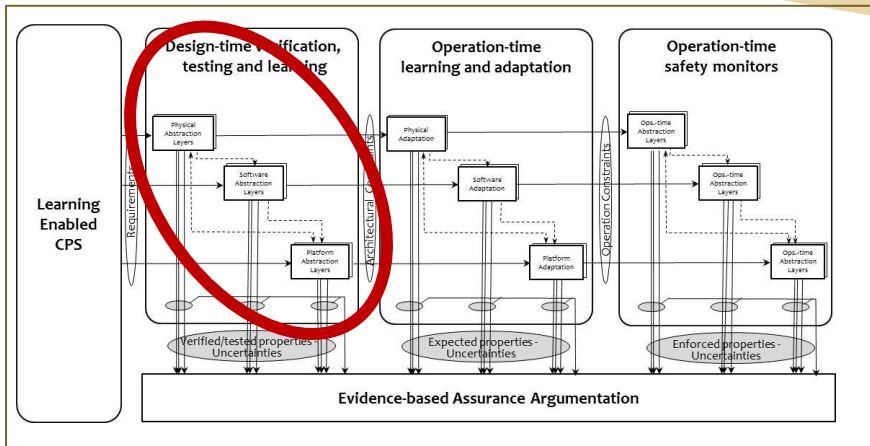 Design-time verification,
testing and learning
Operation-time
learning and adaptation
Operation-time
safety monitors
Learning
Enabled
CPS
Requirements
Physical
Abstraction
Layers
Software
Abstraction
Layers
Platform
Abstraction
Layers
Architectural Constraints
Physical
Adaptation
Software
Adaptation
Platform
Adaptation
Operation Constraints
Ops.-time
Abstraction
Layers
Ops.-time
Abstraction
Layers
Ops.-time
Abstraction
Layers
Verified/tested properties -
Uncertainties
Expected properties -
Uncertainties
Enforced properties -
Uncertainties
Evidence-based Assurance Argumentation